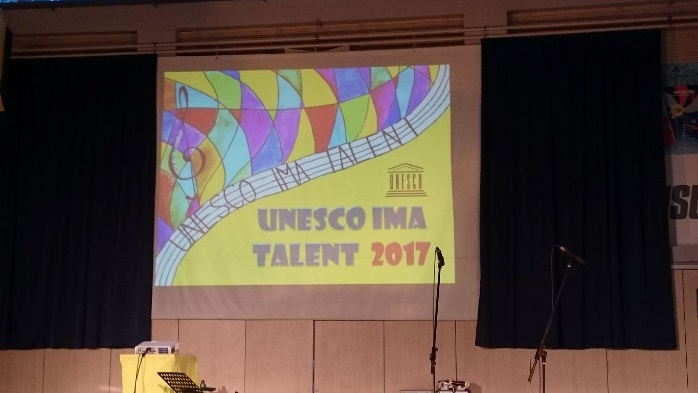 UNESCO IMA TALENT
UNESCO
UNESCO IMA
TALENT 2017